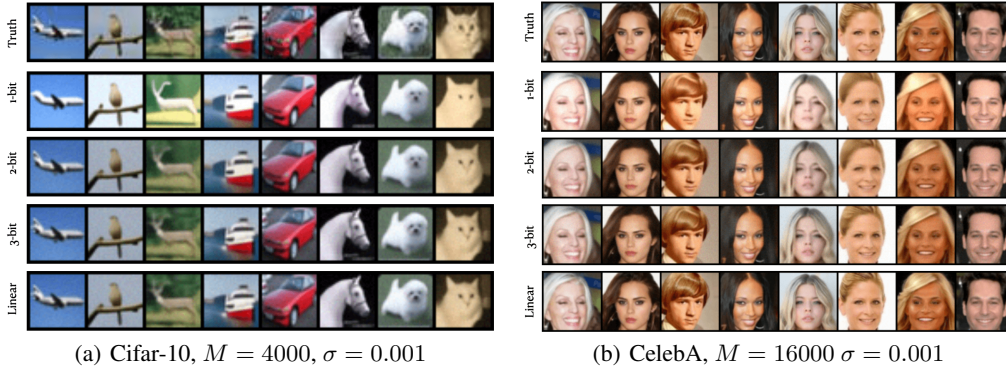 Truth
1-bit
2-bit
3-bit
Linear
(a) Cifar-10, M = 4000, σ = 0.001
Truth
1-bit
2-bit
3-bit
Linear
(b) CelebA, M = 16000 σ = 0.001